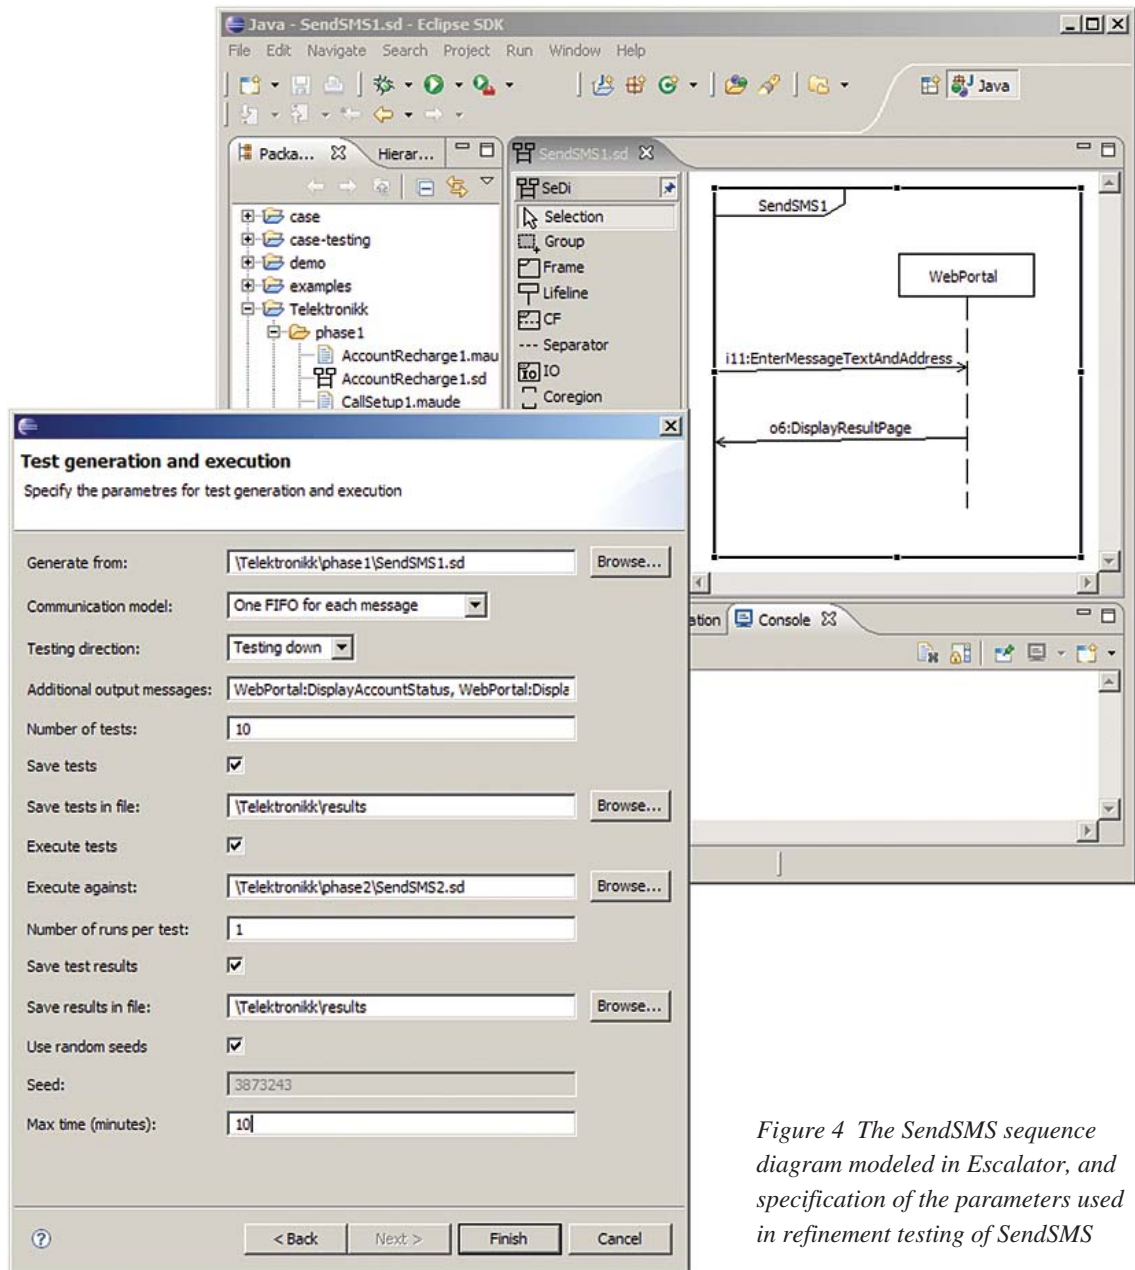 Java - SendSMS1.sd - Eclipse SDK
File Edit Navigate Search Project Run Window Help
Java
Packa... Hierar...
SendSMS1.sd
case
case-testing
demo
examples
Telektronikk
phase1
AccountRecharge1.mau
AccountRecharge1.sd
CallSetup1.maude
SeDi
Selection
Group
Frame
Lifeline
CF
Separator
IO
Coregion
SendSMS1
WebPortal
i11:EnterMessageTextAndAddress
o6:DisplayResultPage
ation Console
Test generation and execution
Specify the parametres for test generation and execution
Generate from: \Telektronikk\phase1\SendSMS1.sd Browse...
Communication model: One FIFO for each message
Testing direction: Testing down
Additional output messages: WebPortal:DisplayAccountStatus, WebPortal:Displa
Number of tests: 10
Save tests
Save tests in file: \Telektronikk\results Browse...
Execute tests
Execute against: \Telektronikk\phase2\SendSMS2.sd Browse...
Number of runs per test: 1
Save test results
Save results in file: \Telektronikk\results Browse...
Use random seeds
Seed: 3873243
Max time (minutes): 10
< Back Next > Finish Cancel
Figure 4 The SendSMS sequence
diagram modeled in Escalator, and
specification of the parameters used
in refinement testing of SendSMS